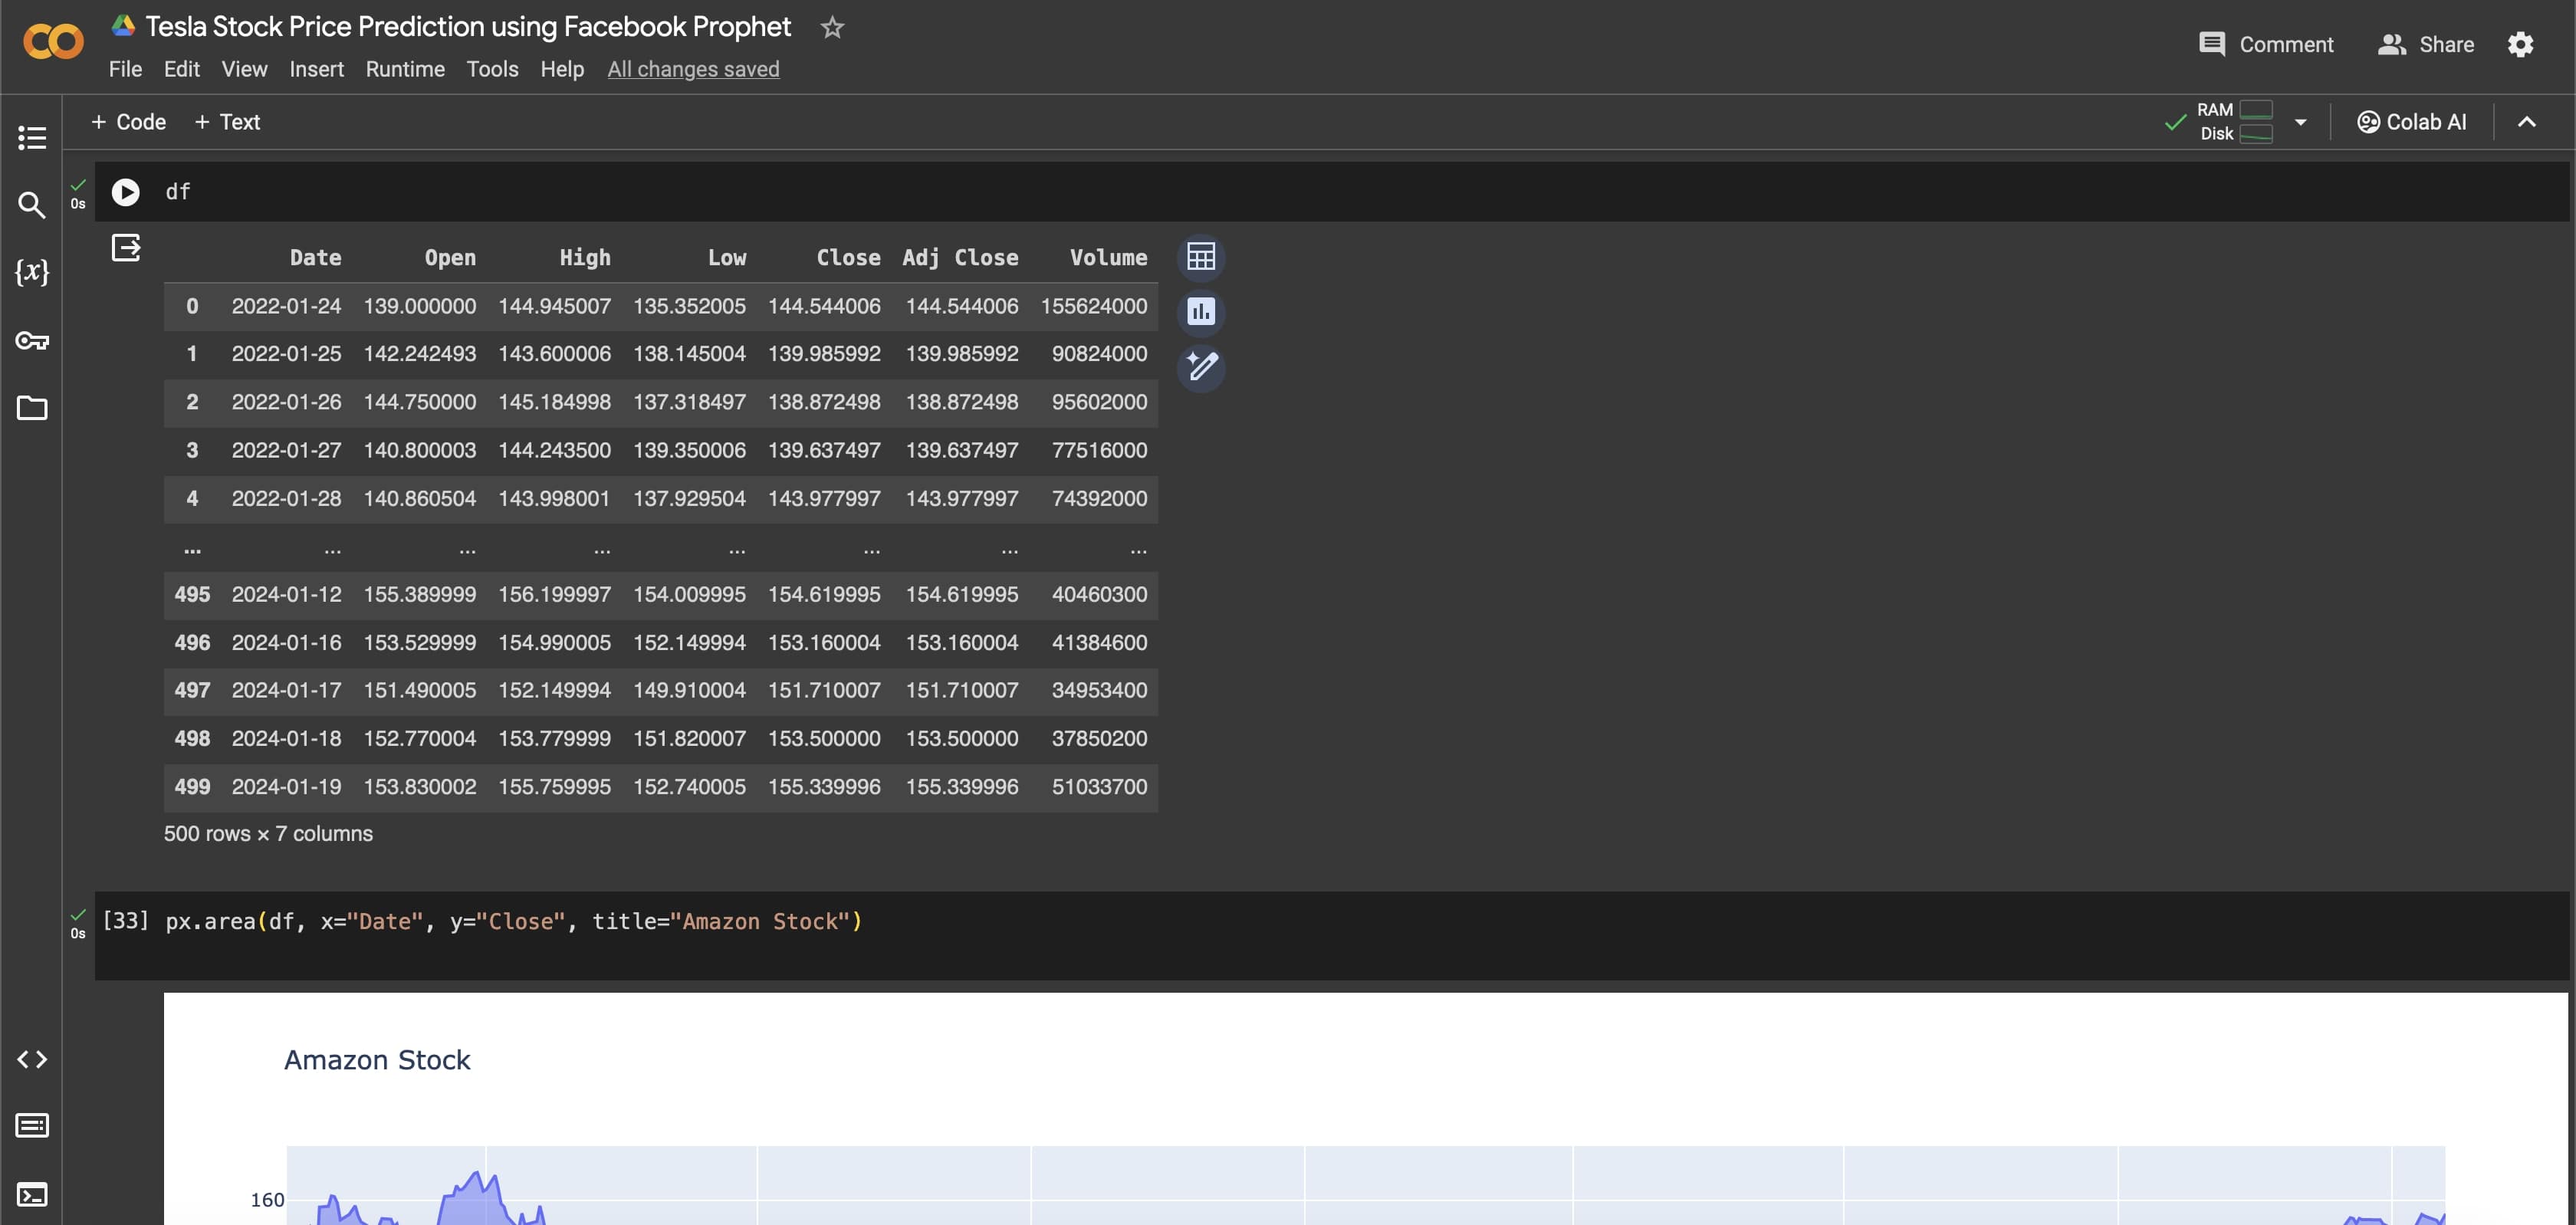 Tesla Stock Price Prediction using Facebook Prophet
Comment Share
File Edit View Insert Runtime Tools Help All changes saved
+ Code + Text
RAM
Disk
Colab AI
0s
df
Date Open High Low Close Adj Close Volume
0 2022-01-24 139.000000 144.945007 135.352005 144.544006 144.544006 155624000
1 2022-01-25 142.242493 143.600006 138.145004 139.985992 139.985992 90824000
2 2022-01-26 144.750000 145.184998 137.318497 138.872498 138.872498 95602000
3 2022-01-27 140.800003 144.243500 139.350006 139.637497 139.637497 77516000
4 2022-01-28 140.860504 143.998001 137.929504 143.977997 143.977997 74392000
... ... ... ... ... ... ... ...
495 2024-01-12 155.389999 156.199997 154.009995 154.619995 154.619995 40460300
496 2024-01-16 153.529999 154.990005 152.149994 153.160004 153.160004 41384600
497 2024-01-17 151.490005 152.149994 149.910004 151.710007 151.710007 34953400
498 2024-01-18 152.770004 153.779999 151.820007 153.500000 153.500000 37850200
499 2024-01-19 153.830002 155.759995 152.740005 155.339996 155.339996 51033700
500 rows × 7 columns
0s
[33] px.area(df, x="Date", y="Close", title="Amazon Stock")
Amazon Stock
160